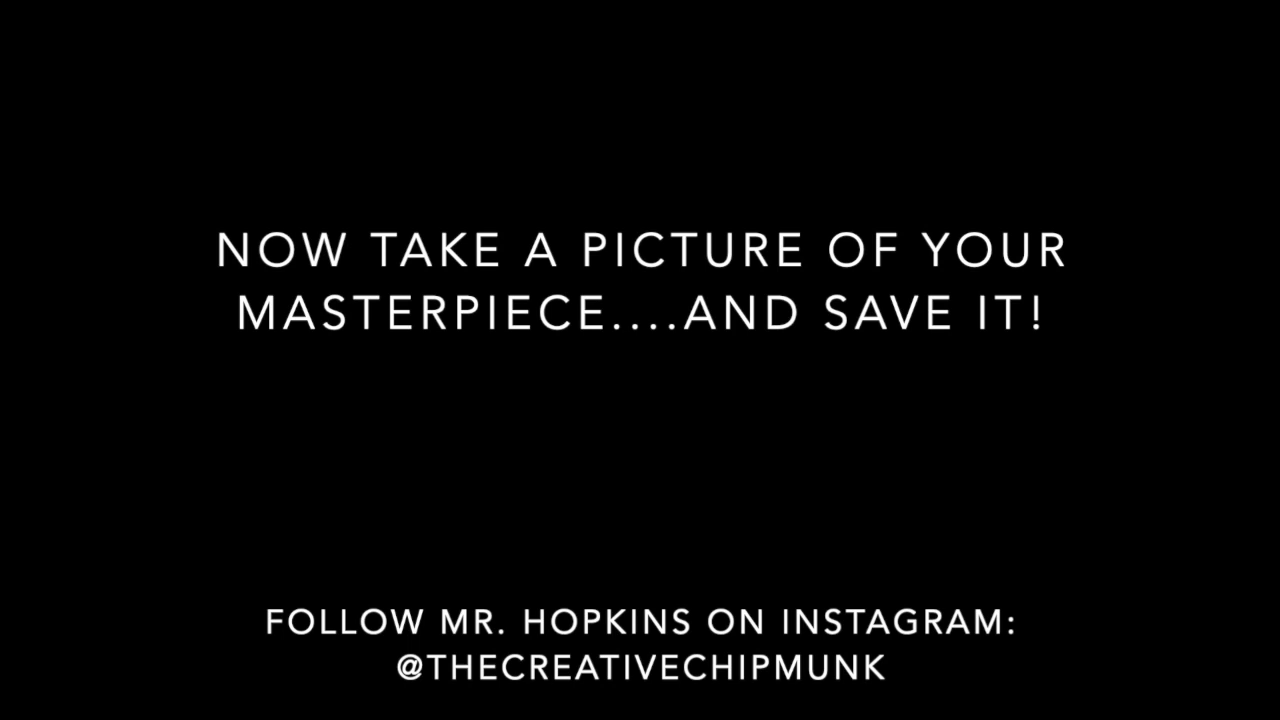 NOW TAKE A PICTURE OF YOUR
MASTERPIECE....AND SAVE IT!
FOLLOW MR. HOPKINS ON INSTAGRAM:
@THECREATIVECHIPMUNK